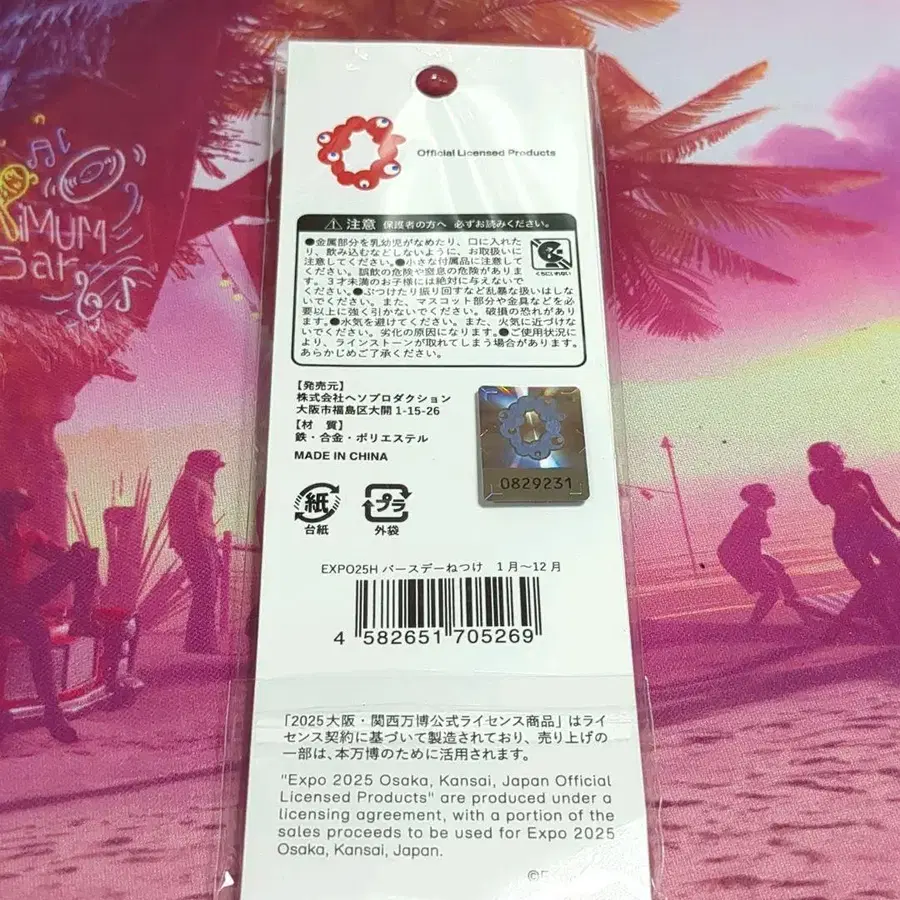 Official Licensed Products
⚠ 注意 保護者の方へ 必ずお読みください。
●金属部分を乳幼児がなめたり、口に入れた
り、飲み込むなどしないように、お取扱いに
注意してください。●小さな付属品に注意して
ください。誤飲の危険や窒息の危険がありま
す。3才未満のお子様には絶対に与えないで
ください。●ぶつけたり振り回すなど乱暴な扱いはしな
いでください。また、マスコット部分や金具などを必
要以上に強く引かないでください。破損の恐れがあり
ます。●水気を避けてください。また、火気に近づけな
いでください。劣化の原因になります。●ご使用状況に
より、ラインストーンが取れてしまう場合があります。
あらかじめご了承ください。
くちにいれない
【発売元】
株式会社ヘソプロダクション
大阪市福島区大開 1-15-26
【材 質】
鉄・合金・ポリエステル
MADE IN CHINA
0829231
紙 プラ
台紙 外袋
EXPO25H バースデーねつけ 1月～12月
4 582651 705269
「2025大阪・関西万博公式ライセンス商品」はライ
センス契約に基づいて製造されており、売り上げの
一部は、本万博のために活用されます。
"Expo 2025 Osaka, Kansai, Japan Official
Licensed Products" are produced under a
licensing agreement, with a portion of the
sales proceeds to be used for Expo 2025
Osaka, Kansai, Japan.
iMUM
Bar